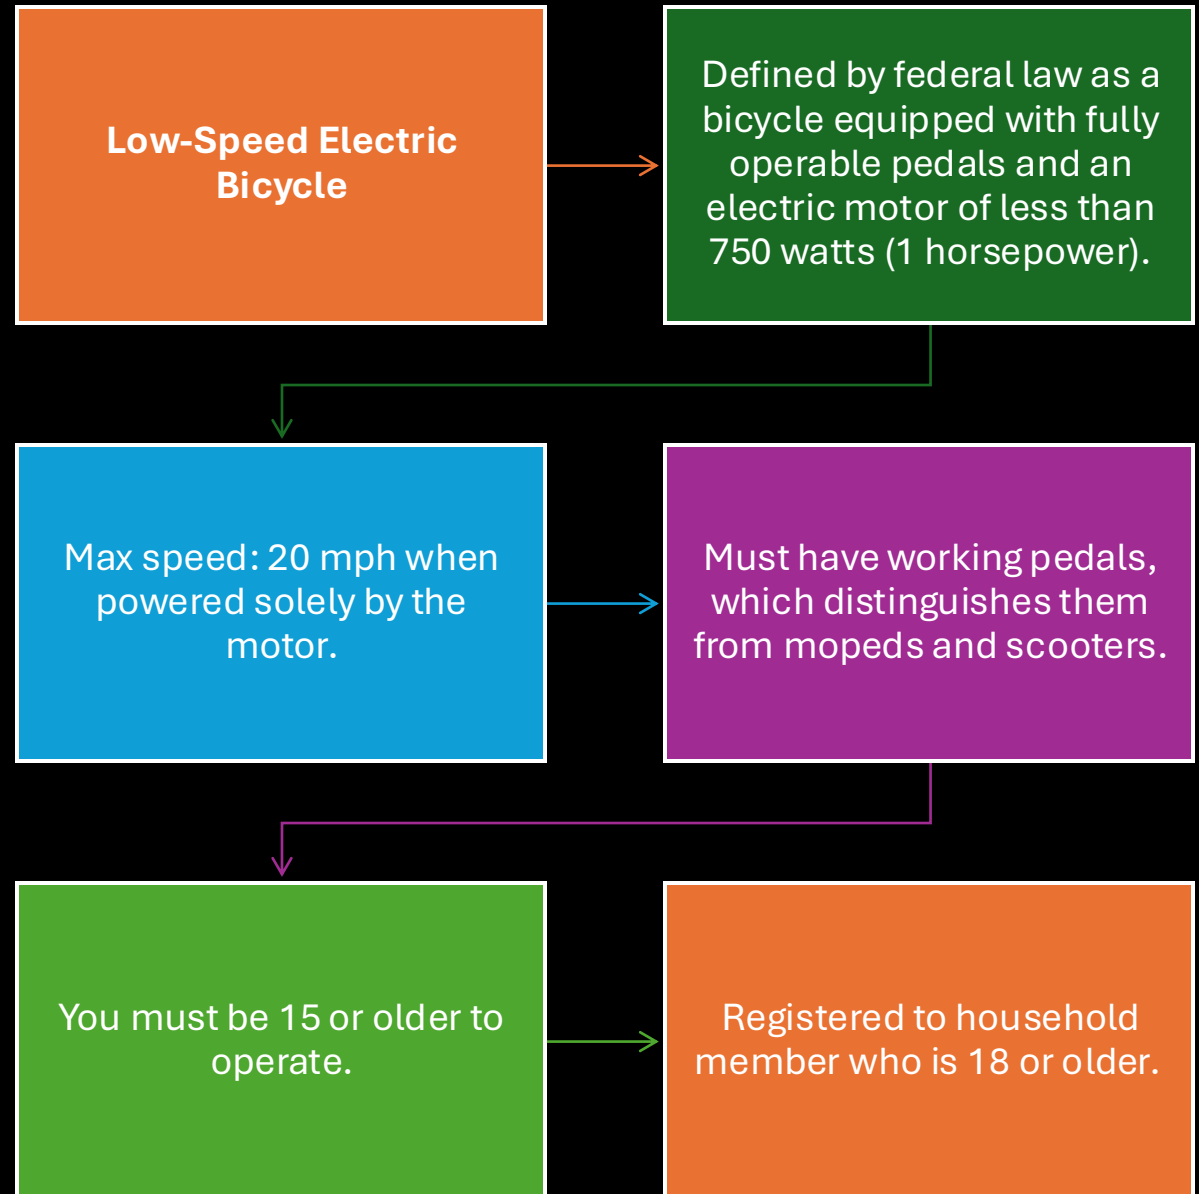 Low-Speed Electric
Bicycle
Defined by federal law as a
bicycle equipped with fully
operable pedals and an
electric motor of less than
750 watts (1 horsepower).
Max speed: 20 mph when
powered solely by the
motor.
Must have working pedals,
which distinguishes them
from mopeds and scooters.
You must be 15 or older to
operate.
Registered to household
member who is 18 or older.